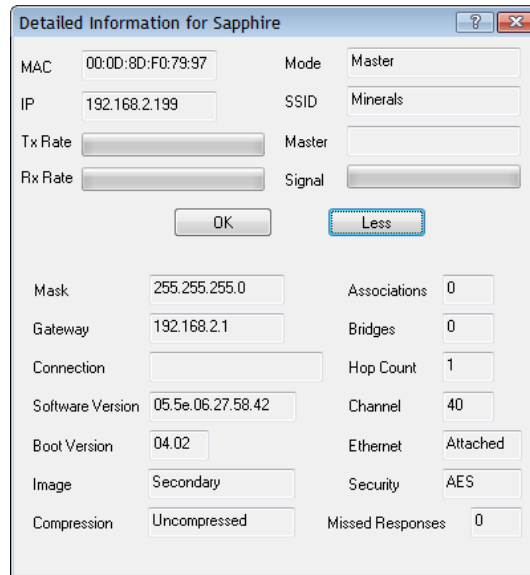 Detailed Information for Sapphire
MAC 00:0D:8D:F0:79:97 Mode Master
IP 192.168.2.199 SSID Minerals
Tx Rate Master
Rx Rate Signal
OK Less
Mask 255.255.255.0 Associations 0
Gateway 192.168.2.1 Bridges 0
Connection Hop Count 1
Software Version 05.5e.06.27.58.42 Channel 40
Boot Version 04.02 Ethernet Attached
Image Secondary Security AES
Compression Uncompressed Missed Responses 0